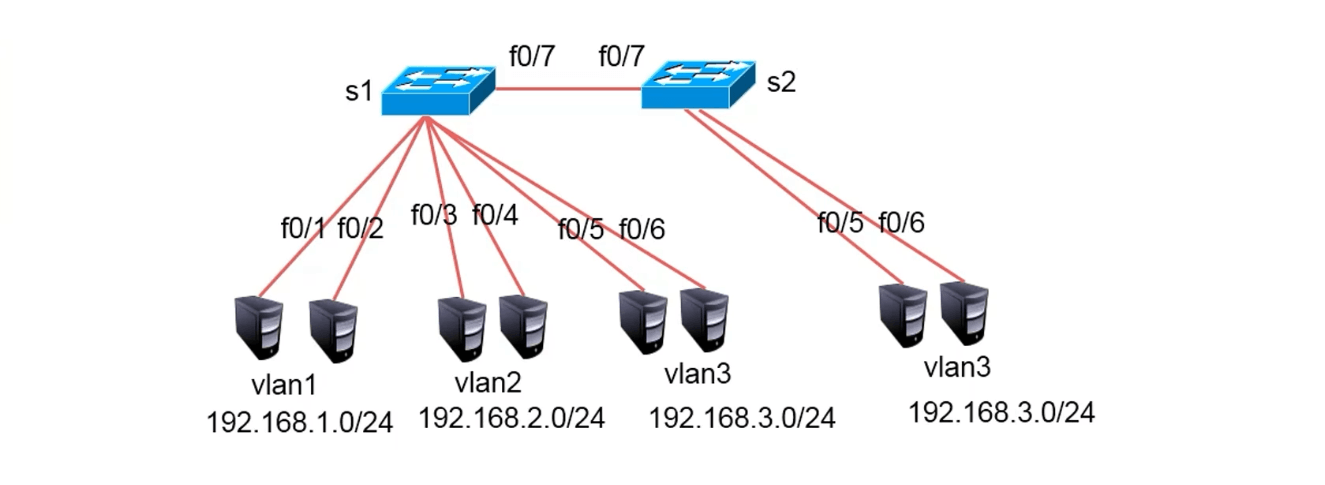 f0/7 f0/7
s1
s2
f0/1 f0/2 f0/3 f0/4 f0/5 f0/6 f0/5 f0/6
vlan1 vlan2 vlan3 vlan3
192.168.1.0/24 192.168.2.0/24 192.168.3.0/24 192.168.3.0/24